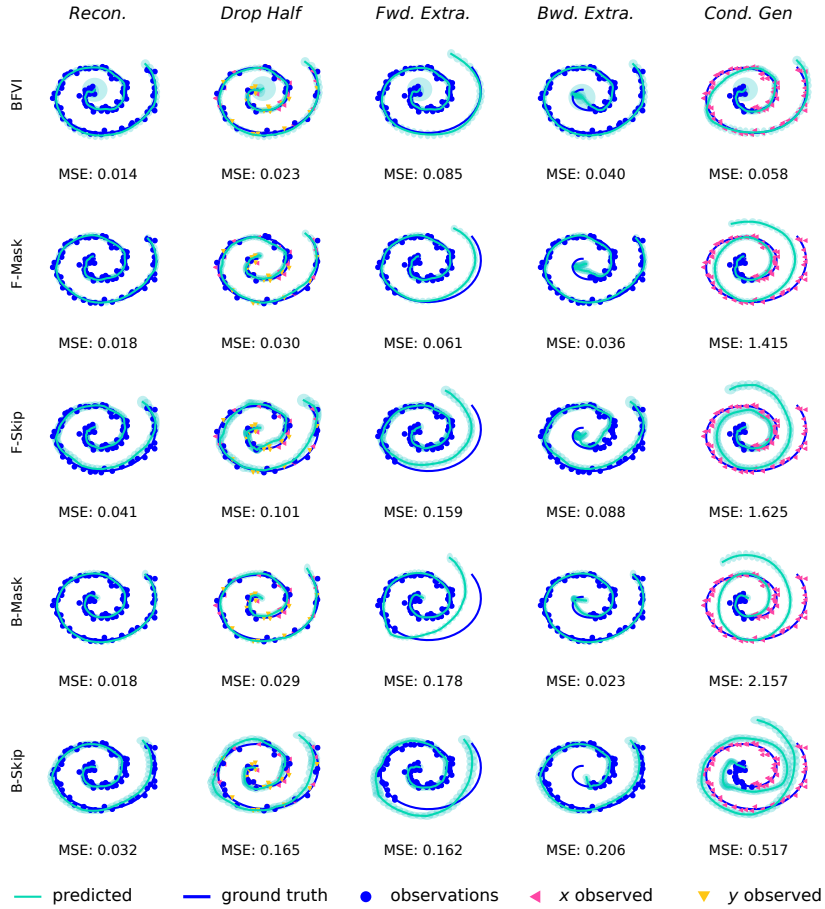 Recon. Drop Half Fwd. Extra. Bwd. Extra. Cond. Gen
BFVI
MSE: 0.014 MSE: 0.023 MSE: 0.085 MSE: 0.040 MSE: 0.058
F-Mask
MSE: 0.018 MSE: 0.030 MSE: 0.061 MSE: 0.036 MSE: 1.415
F-Skip
MSE: 0.041 MSE: 0.101 MSE: 0.159 MSE: 0.088 MSE: 1.625
B-Mask
MSE: 0.018 MSE: 0.029 MSE: 0.178 MSE: 0.023 MSE: 2.157
B-Skip
MSE: 0.032 MSE: 0.165 MSE: 0.162 MSE: 0.206 MSE: 0.517
predicted ground truth observations x observed y observed